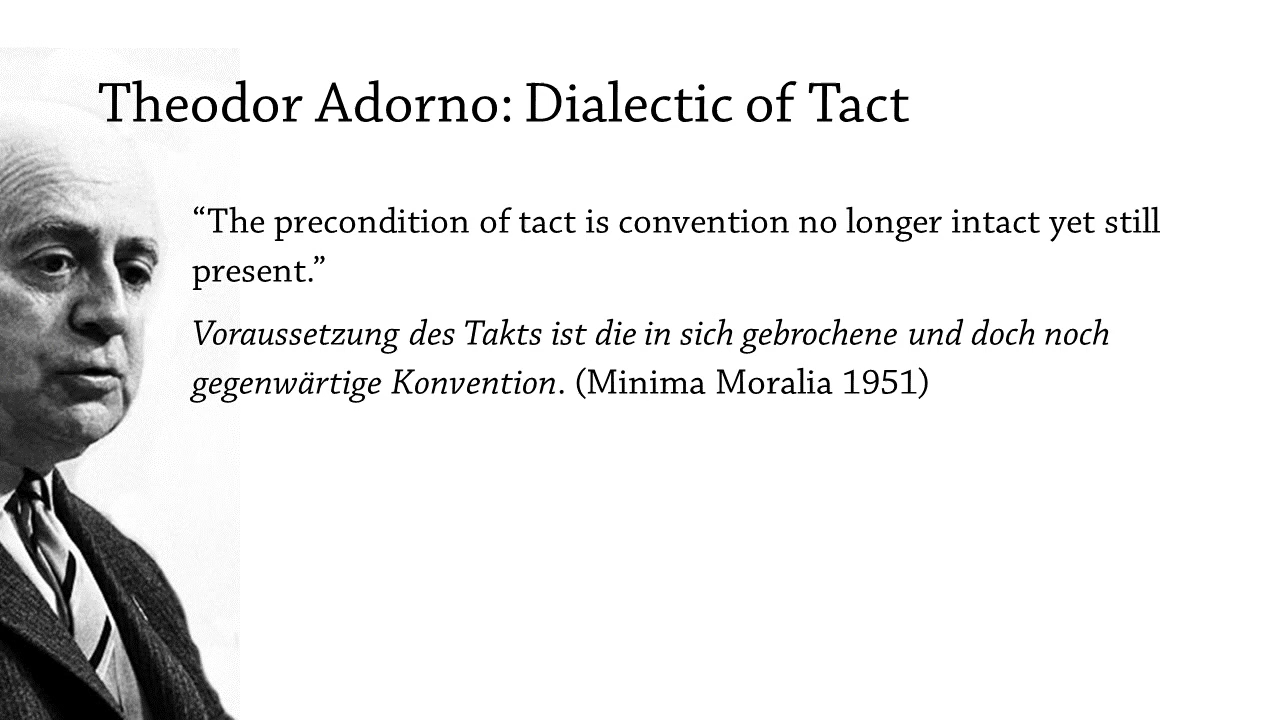 Theodor Adorno: Dialectic of Tact
“The precondition of tact is convention no longer intact yet still
present.”
Voraussetzung des Takts ist die in sich gebrochene und doch noch
gegenwärtige Konvention. (Minima Moralia 1951)